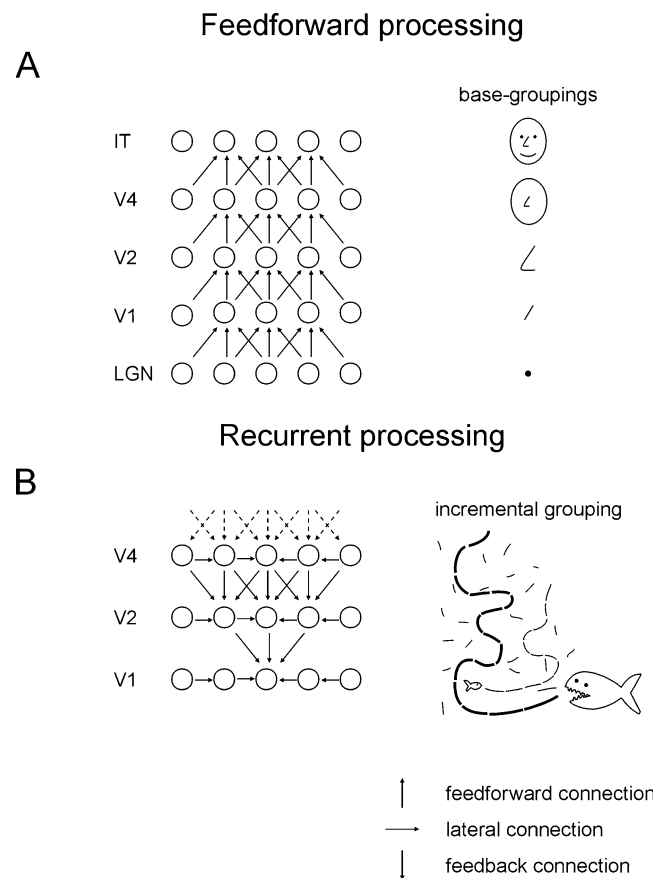 Feedforward processing
A
base-groupings
IT
V4
V2
V1
LGN
Recurrent processing
B
incremental grouping
V4
V2
V1
feedforward connection
lateral connection
feedback connection